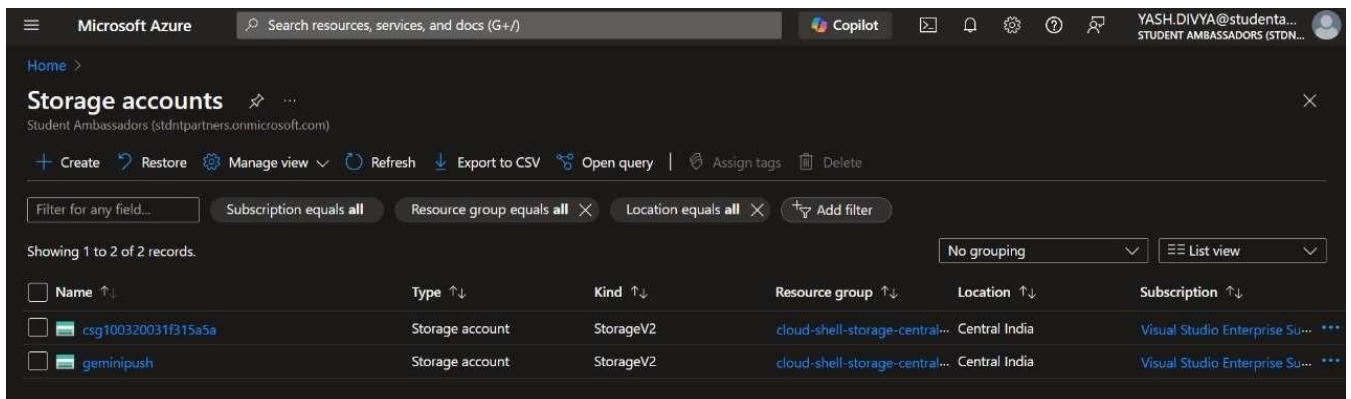 Microsoft Azure Search resources, services, and docs (G+/) Copilot YASH.DIVYA@studenta...
STUDENT AMBASSADORS (STDN...
Home >
Storage accounts ...
Student Ambassadors (stdntpartners.onmicrosoft.com)
+ Create Restore Manage view Refresh Export to CSV Open query | Assign tags Delete
Filter for any field... Subscription equals all Resource group equals all × Location equals all × Add filter
Showing 1 to 2 of 2 records. No grouping List view
Name ↑↓ Type ↑↓ Kind ↑↓ Resource group ↑↓ Location ↑↓ Subscription ↑↓
csg100320031f315a5a Storage account StorageV2 cloud-shell-storage-central... Central India Visual Studio Enterprise Su... ...
geminipush Storage account StorageV2 cloud-shell-storage-central... Central India Visual Studio Enterprise Su... ...